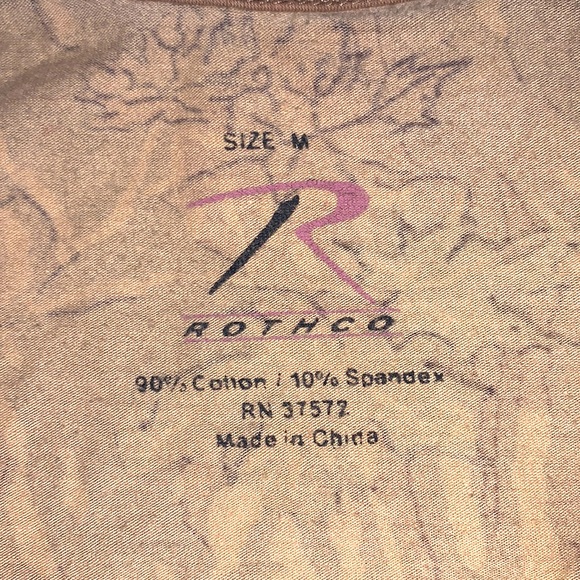 SIZE M
ROTHCO
90% Cotton / 10% Spandex
RN 37572
Made in China